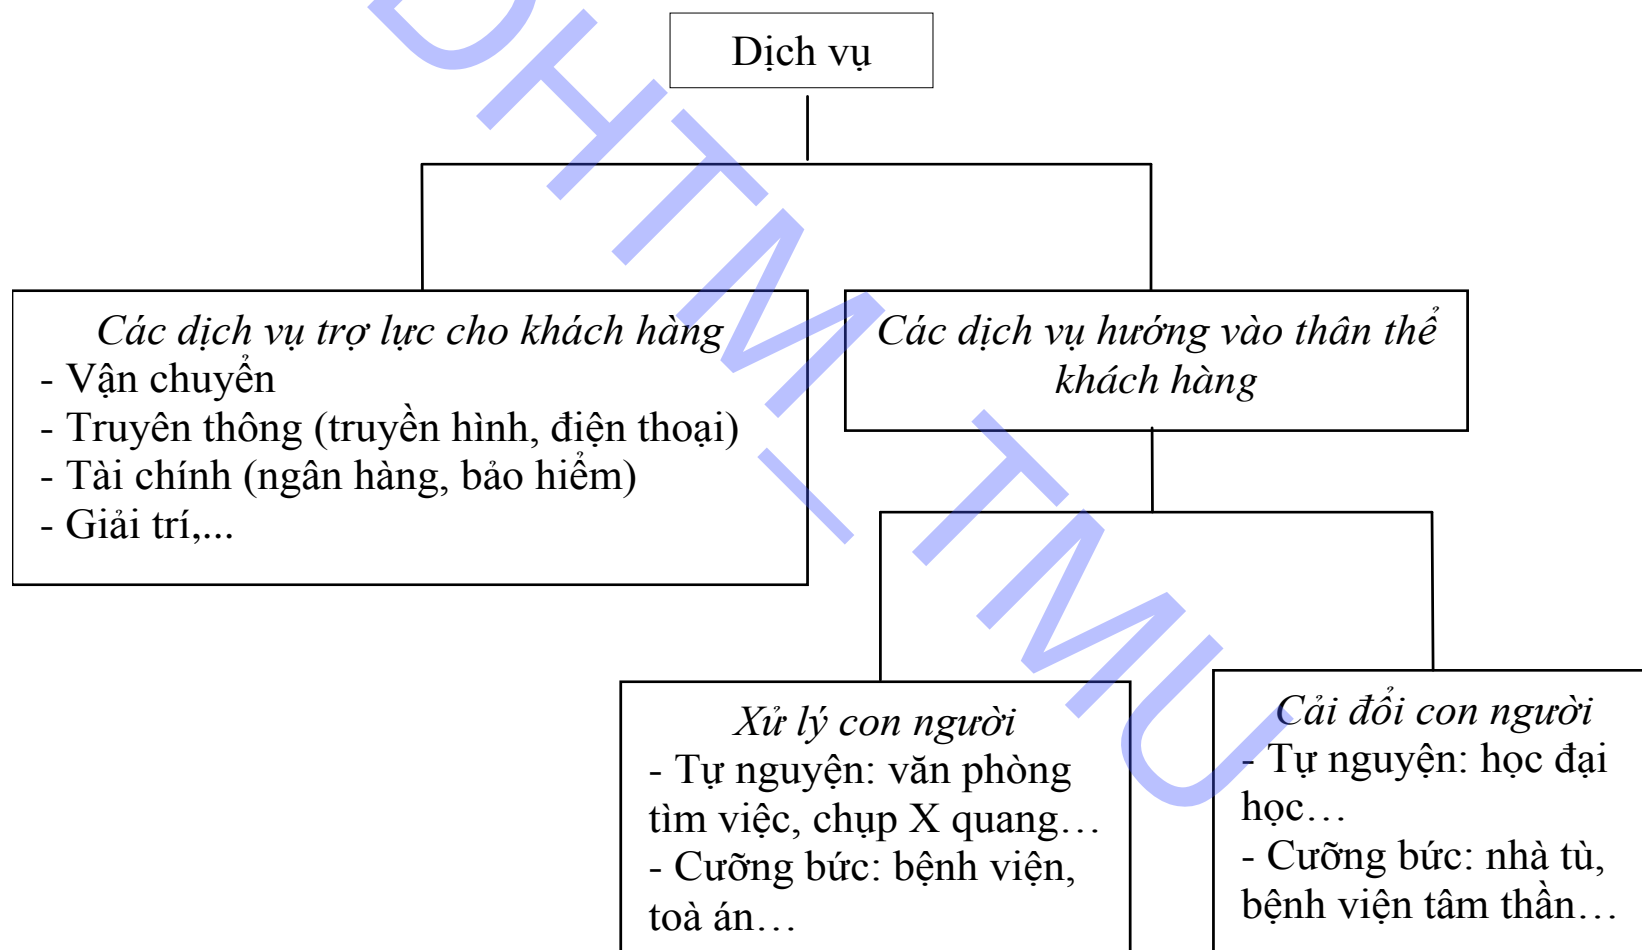 Dịch vụ
Các dịch vụ trợ lực cho khách hàng
- Vận chuyển
- Truyên thông (truyền hình, điện thoại)
- Tài chính (ngân hàng, bảo hiểm)
- Giải trí,...
Các dịch vụ hướng vào thân thể
khách hàng
Xử lý con người
- Tự nguyện: văn phòng
tìm việc, chụp X quang…
- Cưỡng bức: bệnh viện,
toà án…
Cải đổi con người
- Tự nguyện: học đại
học…
- Cưỡng bức: nhà tù,
bệnh viện tâm thần…
DHTM_TMU